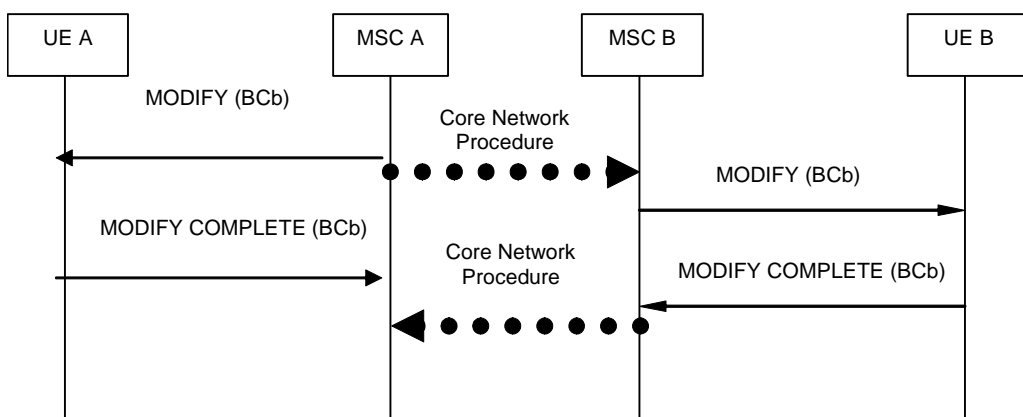 UE A
MSC A
MSC B
UE B
MODIFY (BCb)
Core Network
Procedure
MODIFY (BCb)
MODIFY COMPLETE (BCb)
Core Network
Procedure
MODIFY COMPLETE (BCb)